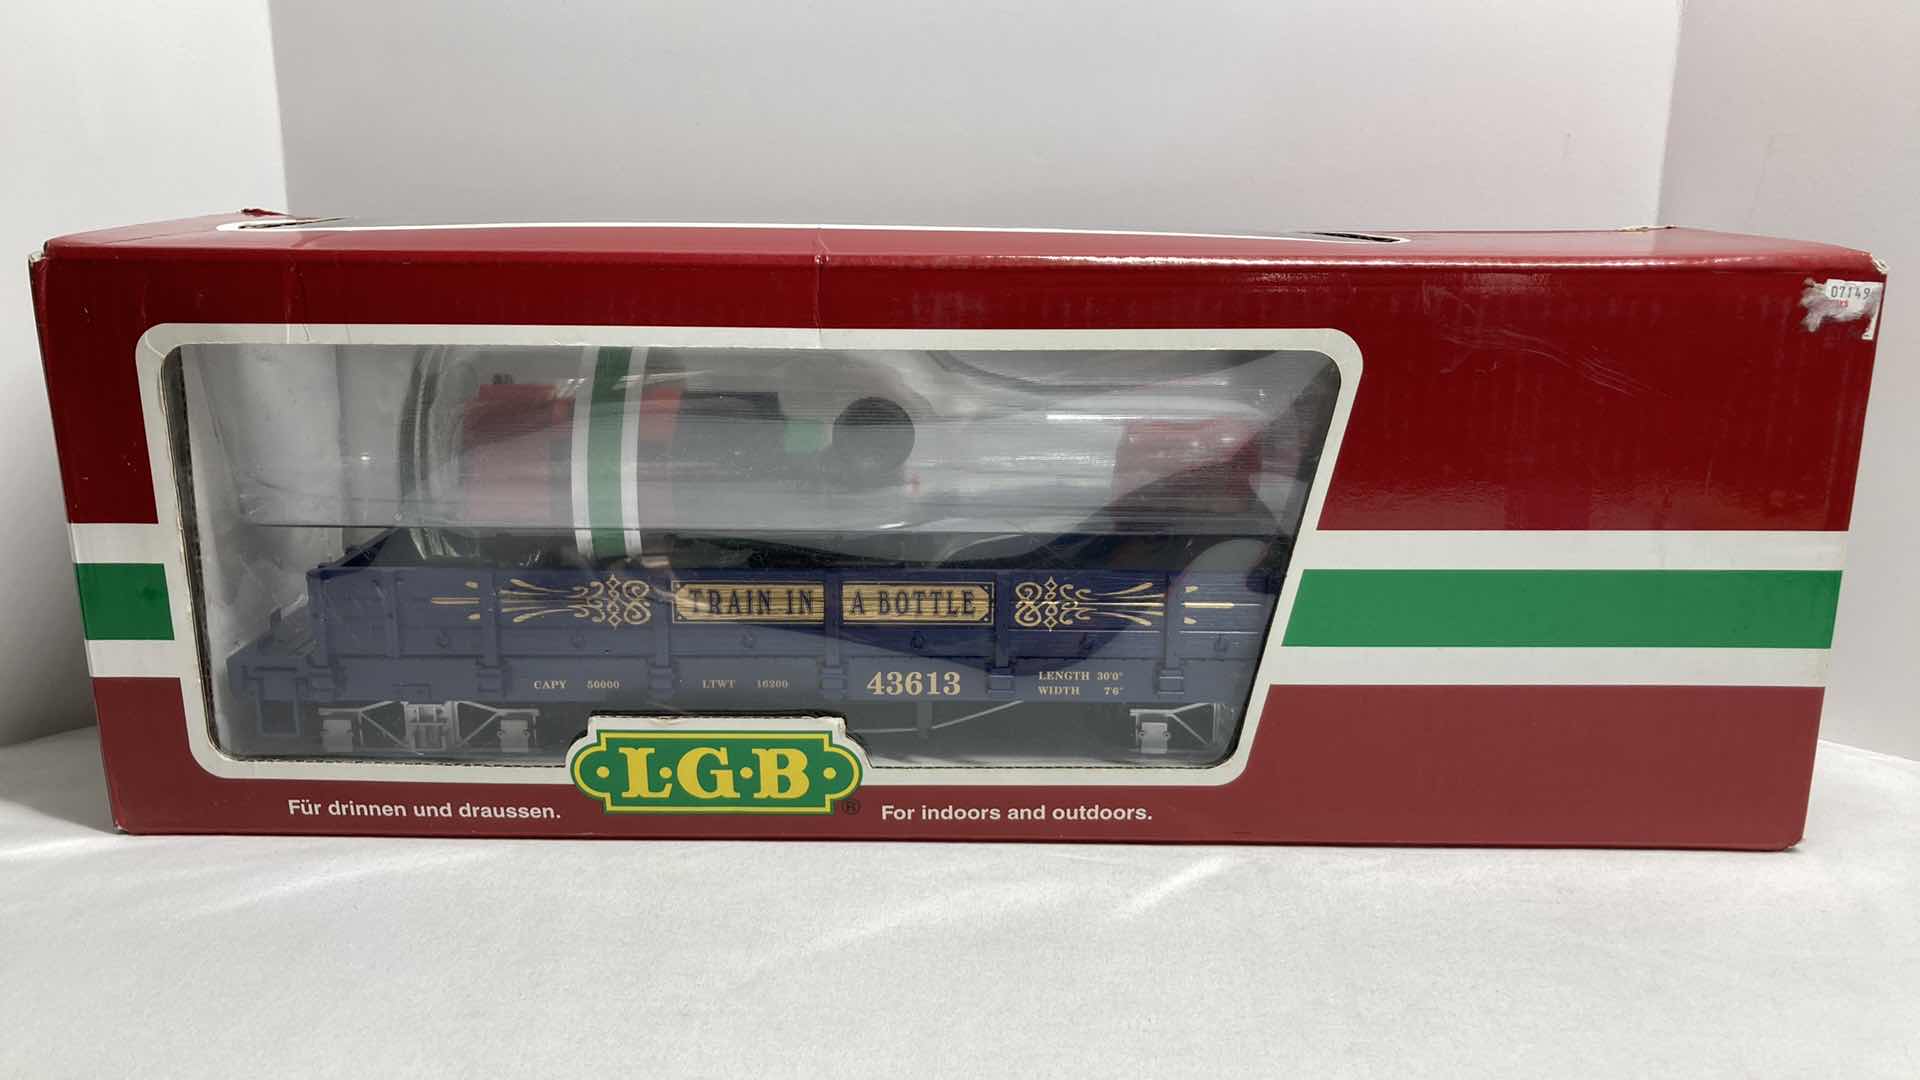 07149
TRAIN IN A BOTTLE
CAPY 50000 LTWT 16200 43613 LENGTH 30'0"
WIDTH 7'6"
L·G·B ®
Für drinnen und draussen. For indoors and outdoors.